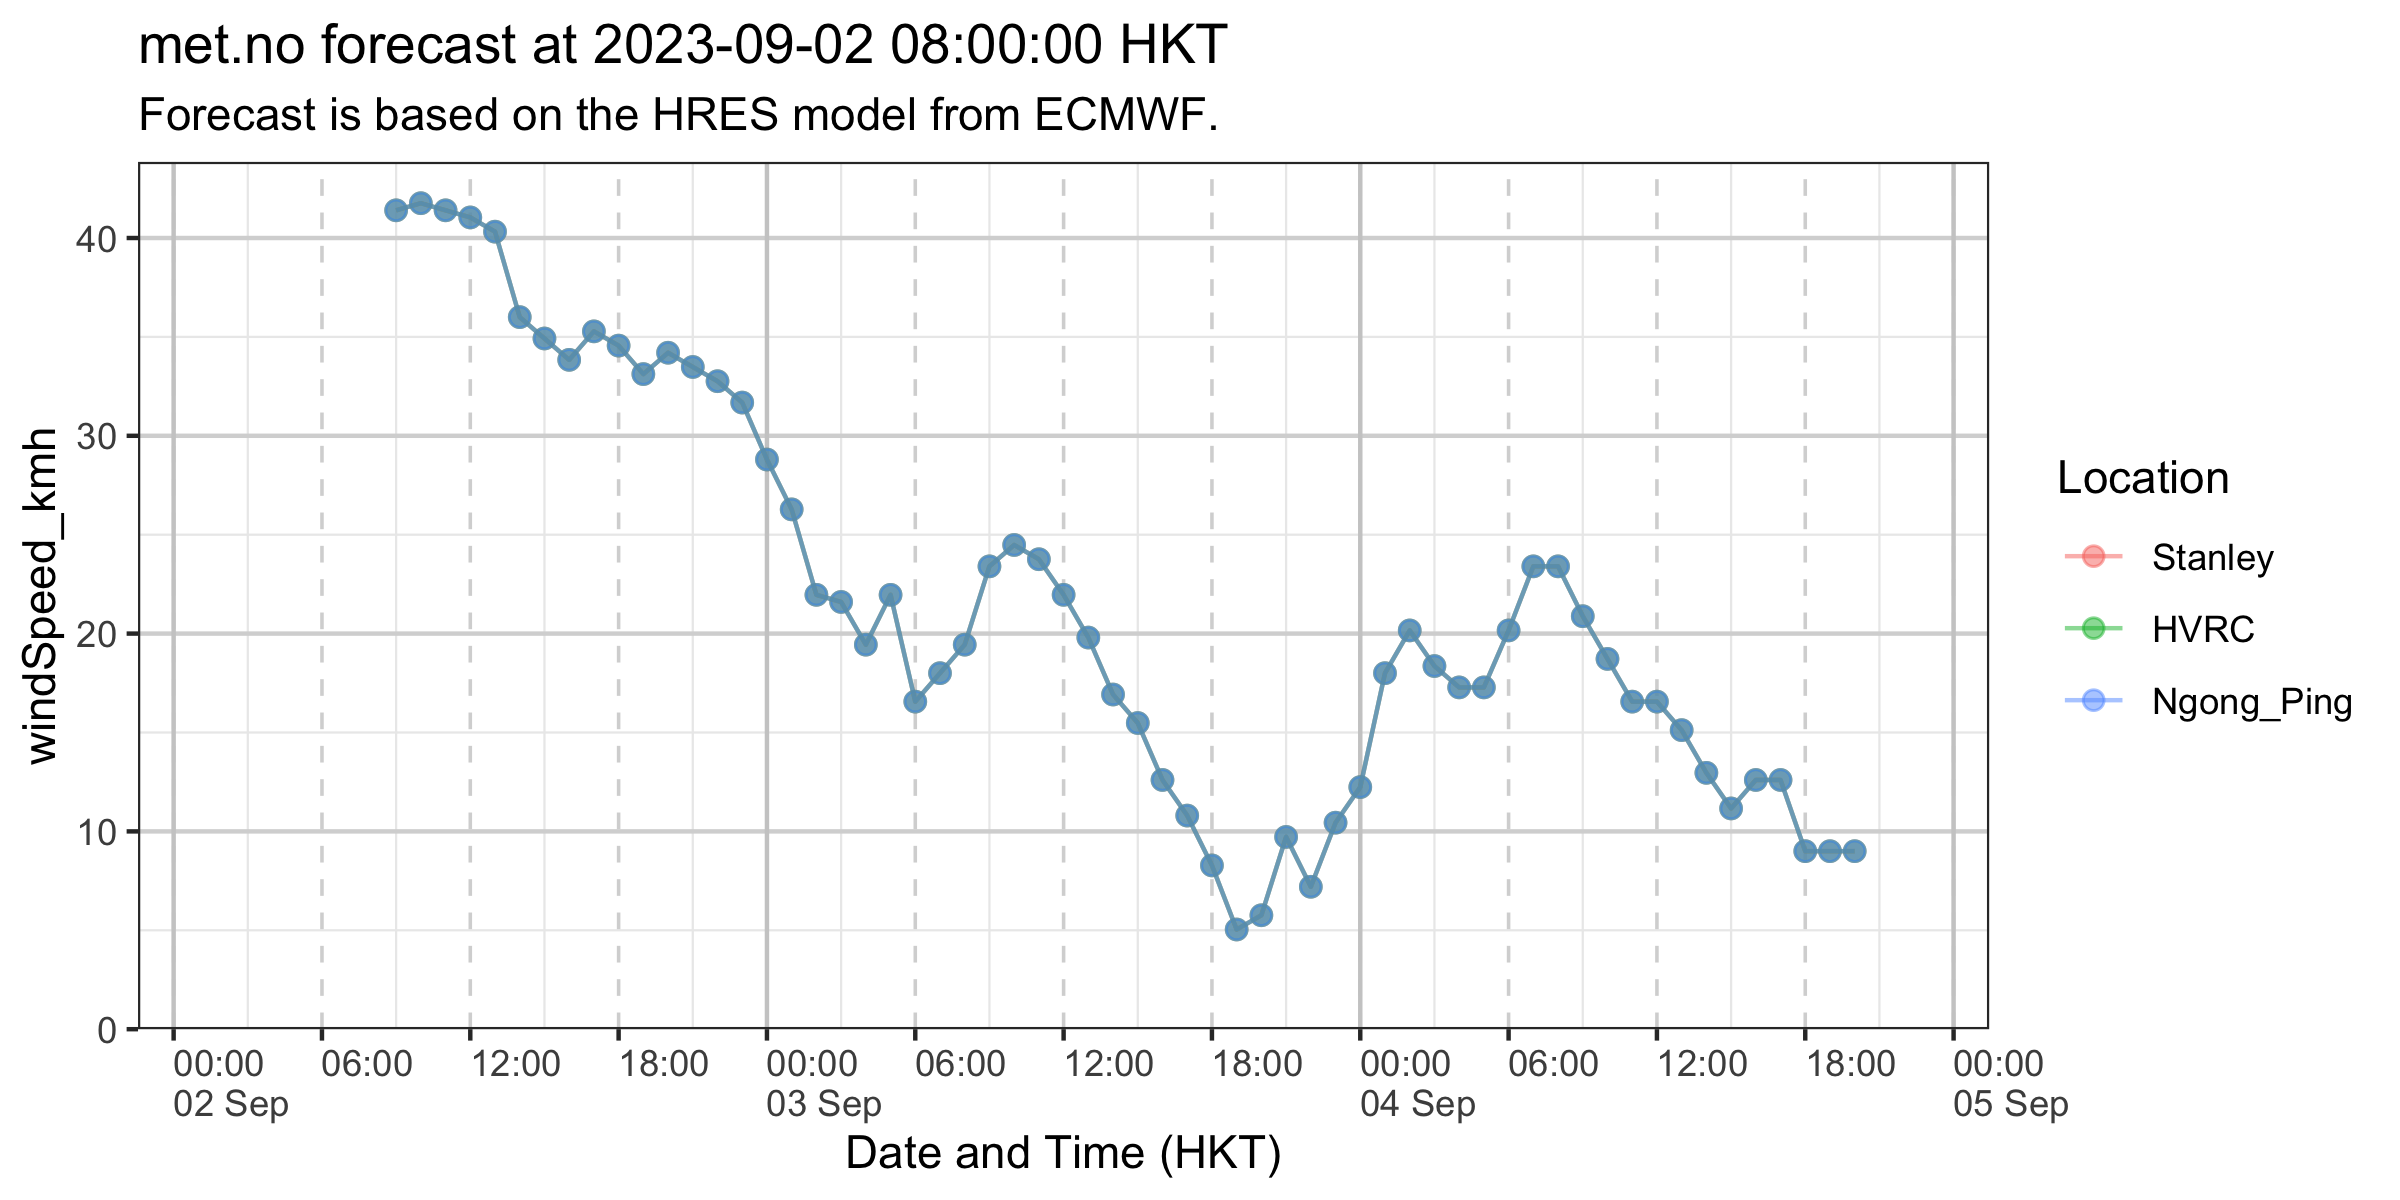 met.no forecast at 2023-09-02 08:00:00 HKT
Forecast is based on the HRES model from ECMWF.
windSpeed_kmh
40
30
20
10
0
00:00 06:00 12:00 18:00 00:00 06:00 12:00 18:00 00:00 06:00 12:00 18:00 00:00
02 Sep 03 Sep 04 Sep 05 Sep
Date and Time (HKT)
Location
Stanley
HVRC
Ngong_Ping